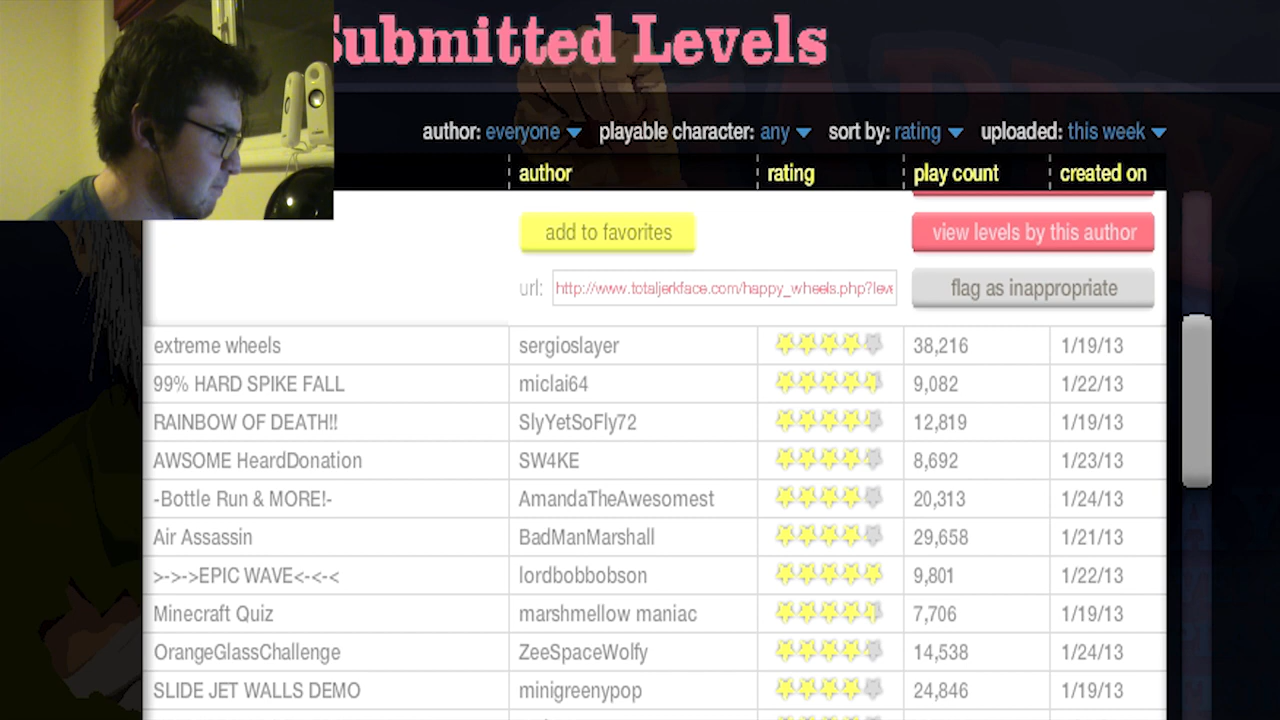 Submitted Levels
author: everyone playable character: any sort by: rating uploaded: this week
author rating play count created on
add to favorites view levels by this author
url: http://www.totaljerkface.com/happy_wheels.php?leve flag as inappropriate
extreme wheels sergioslayer 38,216 1/19/13
99% HARD SPIKE FALL miclai64 9,082 1/22/13
RAINBOW OF DEATH!! SlyYetSoFly72 12,819 1/19/13
AWSOME HeardDonation SW4KE 8,692 1/23/13
-Bottle Run & MORE!- AmandaTheAwesomest 20,313 1/24/13
Air Assassin BadManMarshall 29,658 1/21/13
>->->EPIC WAVE<-<-< lordbobbobson 9,801 1/22/13
Minecraft Quiz marshmellow maniac 7,706 1/19/13
OrangeGlassChallenge ZeeSpaceWolfy 14,538 1/24/13
SLIDE JET WALLS DEMO minigreenypop 24,846 1/19/13